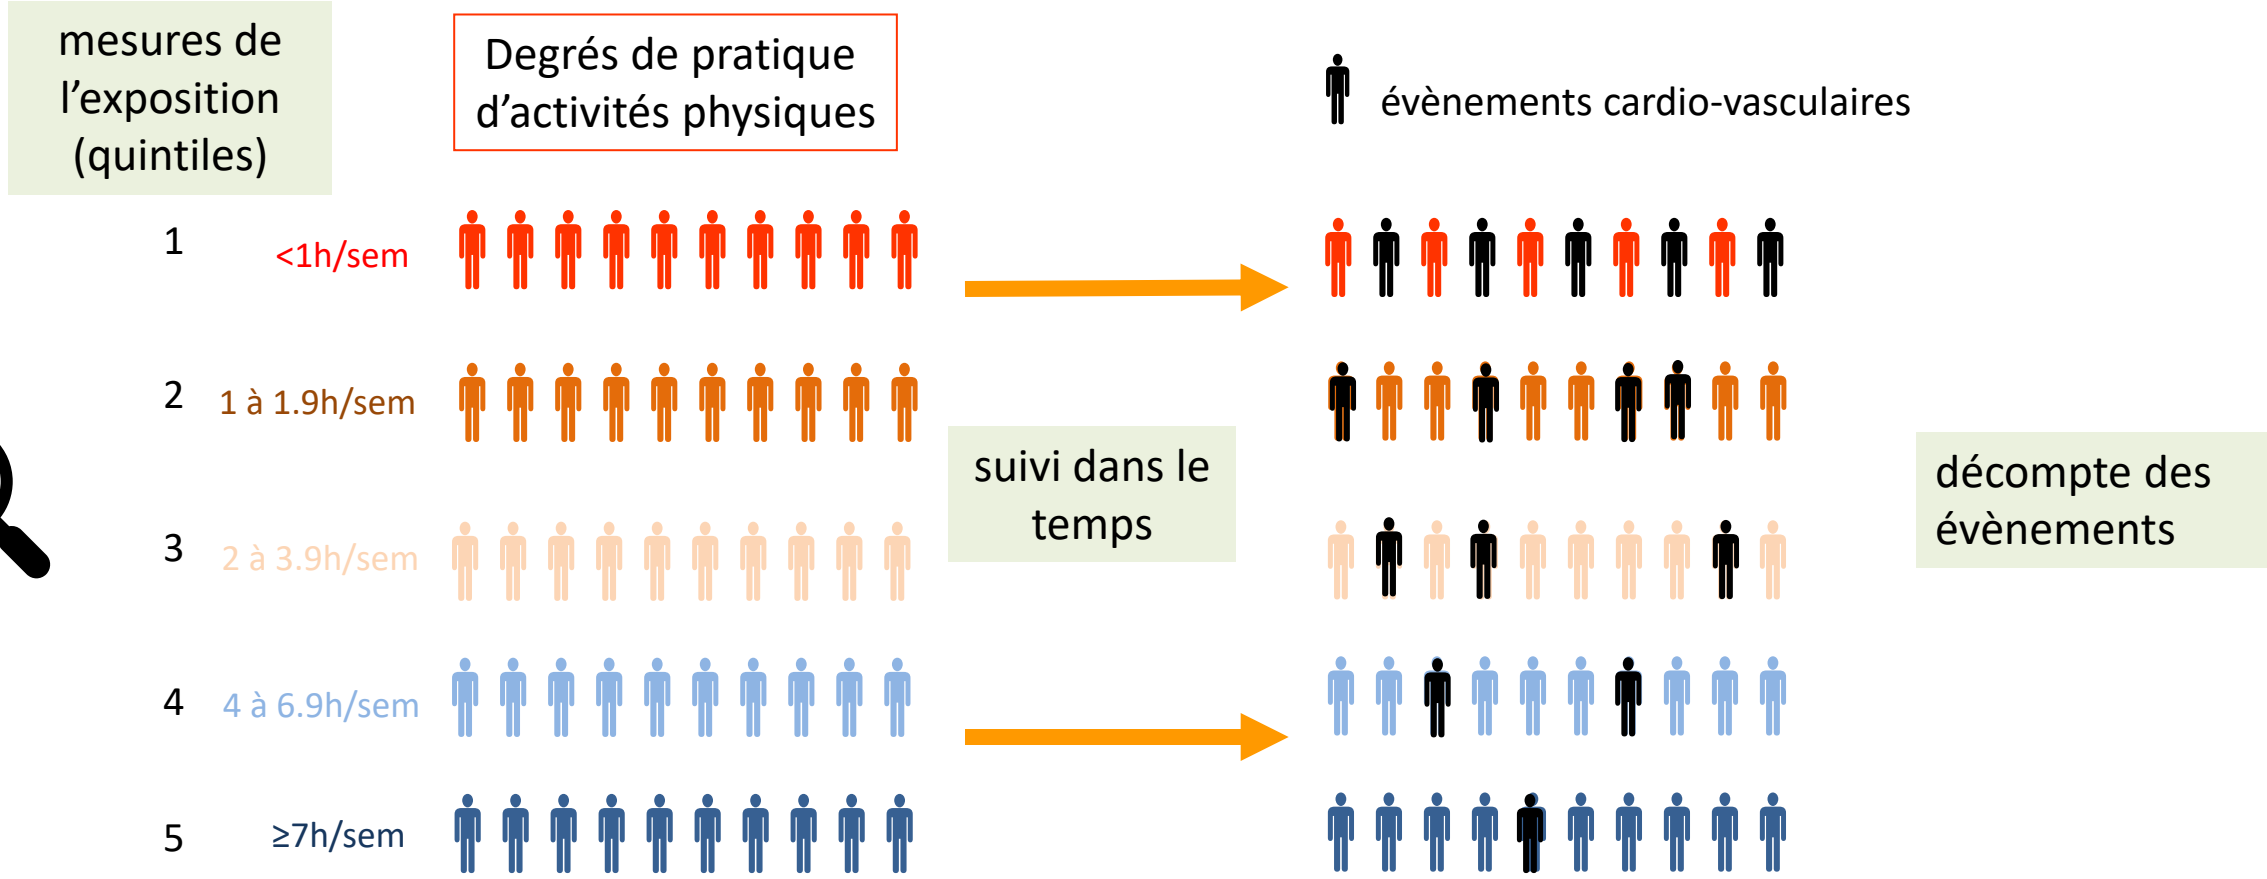 mesures de
l’exposition
(quintiles)
Degrés de pratique
d’activités physiques
évènements cardio-vasculaires
1
<1h/sem
2
1 à 1.9h/sem
suivi dans le
temps
décompte des
évènements
3
2 à 3.9h/sem
4
4 à 6.9h/sem
5
≥7h/sem